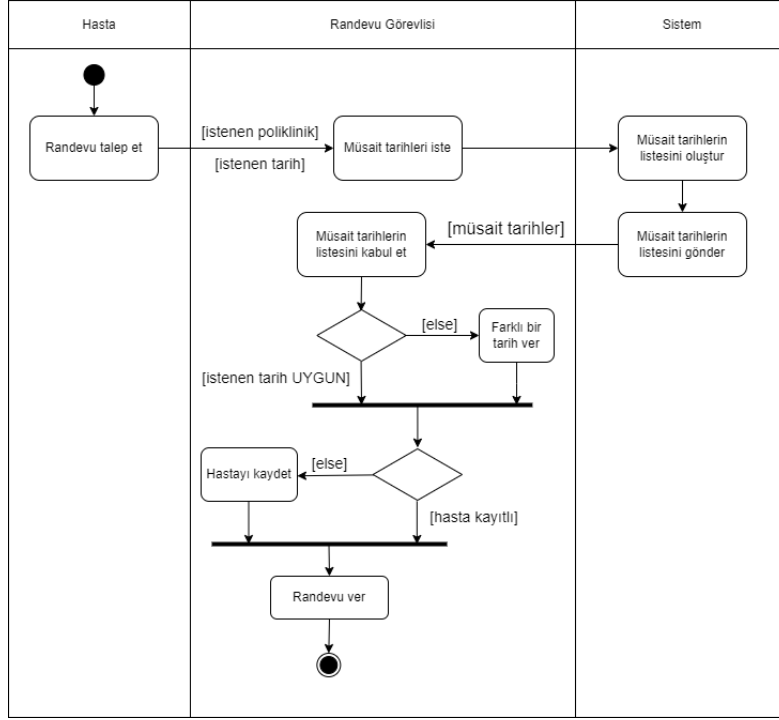 Hasta
Randevu Görevlisi
Sistem
Randevu talep et
[istenen poliklinik]
[istenen tarih]
Müsait tarihleri iste
Müsait tarihlerin
listesini oluştur
Müsait tarihlerin
listesini kabul et
[müsait tarihler]
Müsait tarihlerin
listesini gönder
[else]
Farklı bir
tarih ver
[istenen tarih UYGUN]
Hastayı kaydet
[else]
[hasta kayıtlı]
Randevu ver